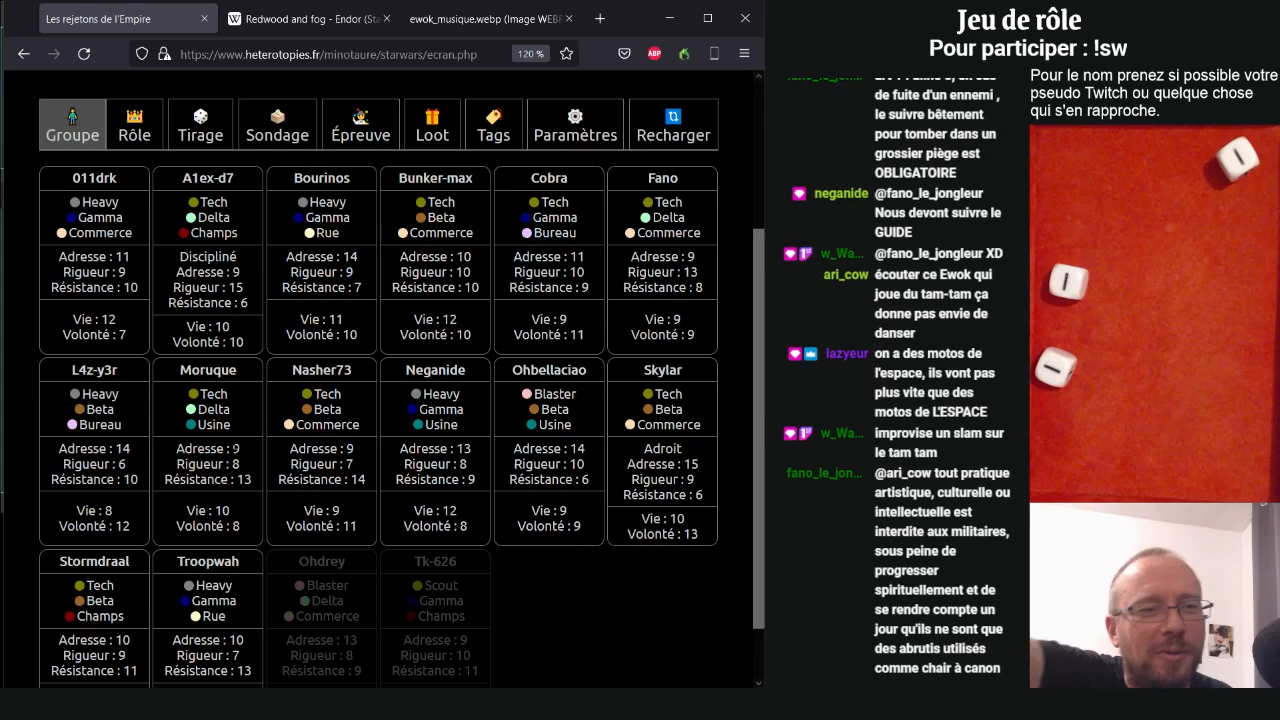 Les rejetons de l'Empire
Redwood and fog - Endor (Sta
ewok_musique.webp (Image WEBP
https://www.heterotopies.fr/minotaure/starwars/ecran.php
120 %
ABP
Groupe
Rôle
Tirage
Sondage
Épreuve
Loot
Tags
Paramètres
Recharger
011drk
Heavy
Gamma
Commerce
Adresse : 11
Rigueur : 9
Résistance : 10
Vie : 12
Volonté : 7
A1ex-d7
Tech
Delta
Champs
Discipliné
Adresse : 9
Rigueur : 15
Résistance : 6
Vie : 10
Volonté : 10
Bourinos
Heavy
Gamma
Rue
Adresse : 14
Rigueur : 9
Résistance : 7
Vie : 11
Volonté : 10
Bunker-max
Tech
Beta
Commerce
Adresse : 10
Rigueur : 10
Résistance : 10
Vie : 12
Volonté : 10
Cobra
Tech
Gamma
Bureau
Adresse : 11
Rigueur : 10
Résistance : 9
Vie : 9
Volonté : 11
Fano
Tech
Delta
Commerce
Adresse : 9
Rigueur : 13
Résistance : 8
Vie : 9
Volonté : 9
L4z-y3r
Heavy
Beta
Bureau
Adresse : 14
Rigueur : 6
Résistance : 10
Vie : 8
Volonté : 12
Moruque
Tech
Delta
Usine
Adresse : 9
Rigueur : 8
Résistance : 13
Vie : 10
Volonté : 8
Nasher73
Tech
Beta
Commerce
Adresse : 9
Rigueur : 7
Résistance : 14
Vie : 9
Volonté : 11
Neganide
Heavy
Gamma
Usine
Adresse : 13
Rigueur : 8
Résistance : 9
Vie : 12
Volonté : 8
Ohbellaciao
Blaster
Beta
Usine
Adresse : 14
Rigueur : 10
Résistance : 6
Vie : 9
Volonté : 9
Skylar
Tech
Beta
Commerce
Adroit
Adresse : 15
Rigueur : 9
Résistance : 6
Vie : 10
Volonté : 13
Stormdraal
Tech
Beta
Champs
Adresse : 10
Rigueur : 9
Résistance : 11
Troopwah
Heavy
Gamma
Rue
Adresse : 10
Rigueur : 7
Résistance : 13
Ohdrey
Blaster
Delta
Commerce
Adresse : 13
Rigueur : 8
Résistance : 9
Tk-626
Scout
Gamma
Champs
Adresse : 9
Rigueur : 10
Résistance : 11
de fuite d'un ennemi ,
le suivre bêtement
pour tomber dans un
grossier piège est
OBLIGATOIRE
neganide @fano_le_jongleur
Nous devont suivre le
GUIDE
w_Wa... @fano_le_jongleur XD
ari_cow écouter ce Ewok qui
joue du tam-tam ça
donne pas envie de
danser
lazyeur on a des motos de
l'espace, ils vont pas
plus vite que des
motos de L'ESPACE
w_Wa... improvise un slam sur
le tam tam
fano_le_jon... @ari_cow tout pratique
artistique, culturelle ou
intellectuelle est
interdite aux militaires,
sous peine de
progresser
spirituellement et de
se rendre compte un
jour qu'ils ne sont que
des abrutis utilisés
comme chair à canon
Jeu de rôle
Pour participer : !sw
Pour le nom prenez si possible votre
pseudo Twitch ou quelque chose
qui s'en rapproche.